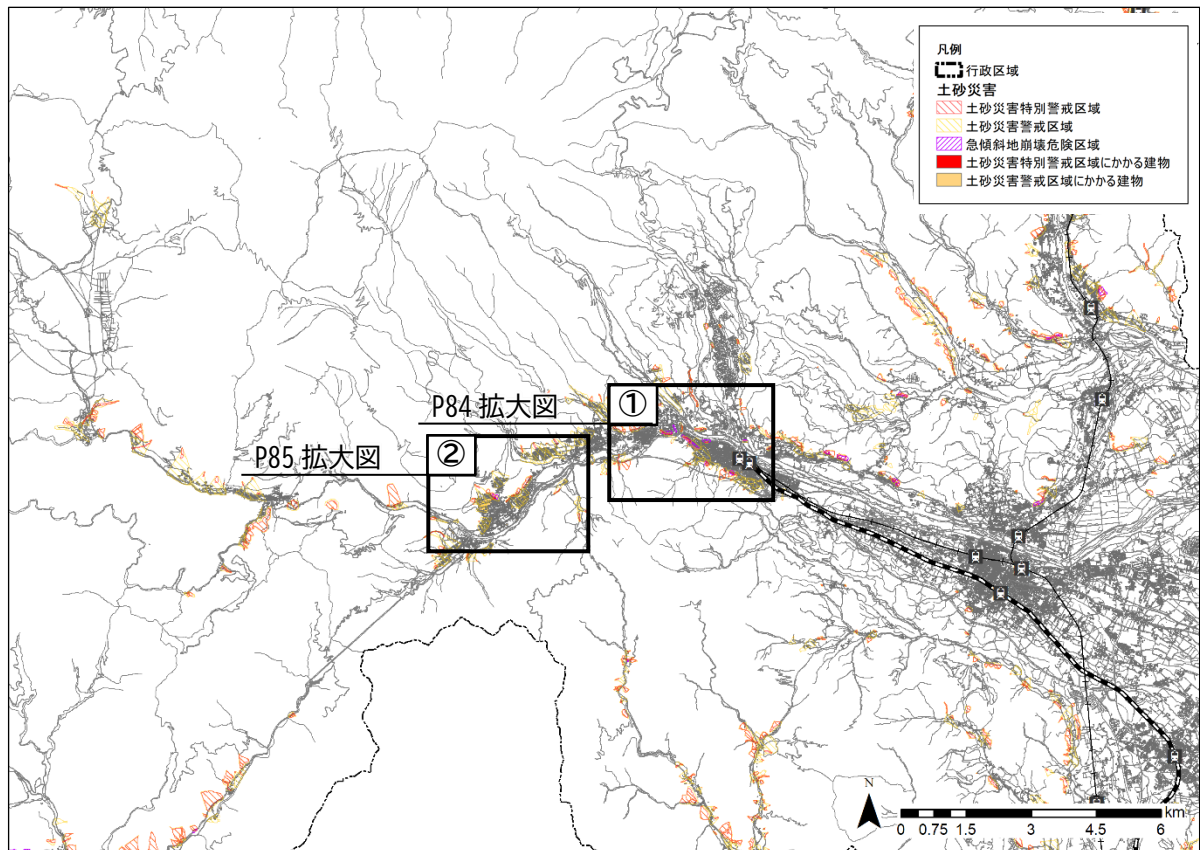 凡例
行政区域
土砂災害
土砂災害特別警戒区域
土砂災害警戒区域
急傾斜地崩壊危険区域
土砂災害特別警戒区域にかかる建物
土砂災害警戒区域にかかる建物
P84 拡大図
①
P85 拡大図
②
N
km
0 0.75 1.5 3 4.5 6